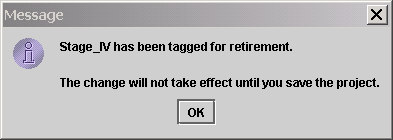 Message
Stage_IV has been tagged for retirement.
The change will not take effect until you save the project.
OK